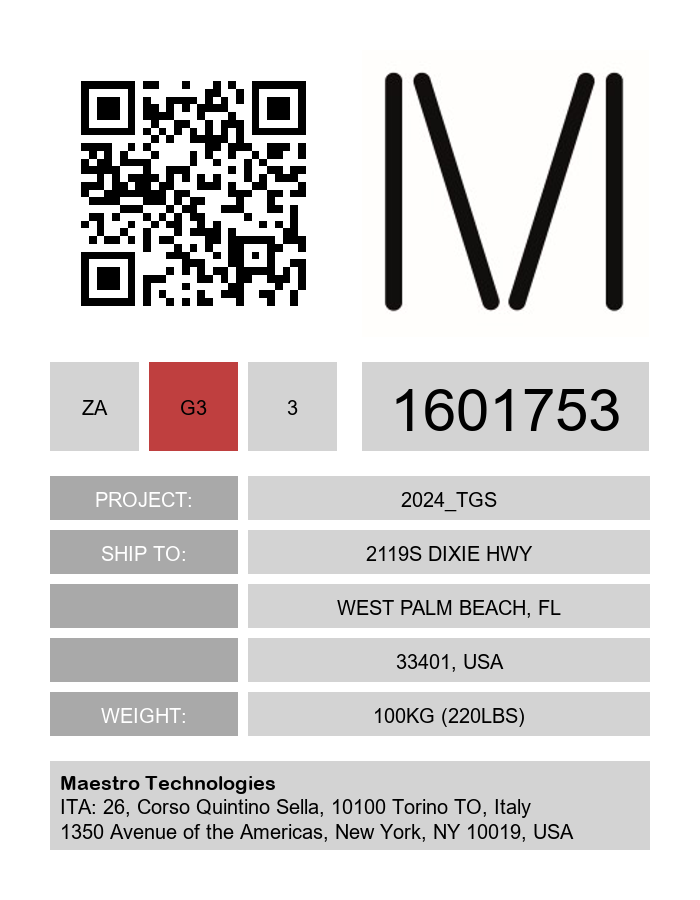 ZA G3 3 1601753
PROJECT: 2024_TGS
SHIP TO: 2119S DIXIE HWY
WEST PALM BEACH, FL
33401, USA
WEIGHT: 100KG (220LBS)
Maestro Technologies
ITA: 26, Corso Quintino Sella, 10100 Torino TO, Italy
1350 Avenue of the Americas, New York, NY 10019, USA